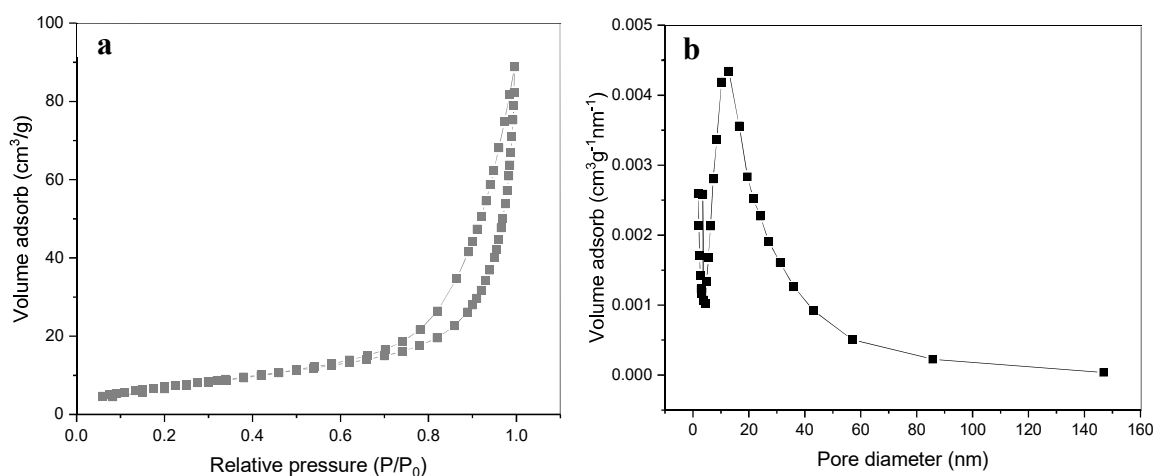 a
100
80
60
40
20
0
Volume adsorb (cm³/g)
0.0 0.2 0.4 0.6 0.8 1.0
Relative pressure (P/P₀)
b
0.005
0.004
0.003
0.002
0.001
0.000
Volume adsorb (cm³g⁻¹nm⁻¹)
0 20 40 60 80 100 120 140 160
Pore diameter (nm)